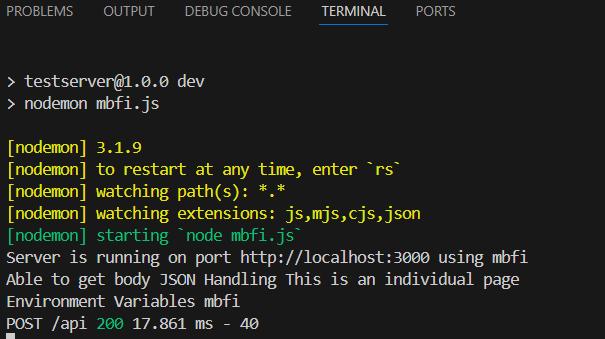 PROBLEMS OUTPUT DEBUG CONSOLE TERMINAL PORTS
> testserver@1.0.0 dev
> nodemon mbfi.js
[nodemon] 3.1.9
[nodemon] to restart at any time, enter `rs`
[nodemon] watching path(s): *.*
[nodemon] watching extensions: js,mjs,cjs,json
[nodemon] starting `node mbfi.js`
Server is running on port http://localhost:3000 using mbfi
Able to get body JSON Handling This is an individual page
Environment Variables mbfi
POST /api 200 17.861 ms - 40